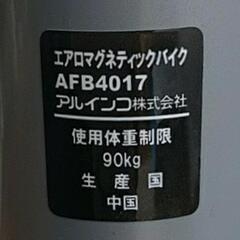 エアロマグネティックバイク
AFB4017
アルインコ株式会社
使用体重制限
90kg
生産国
中国